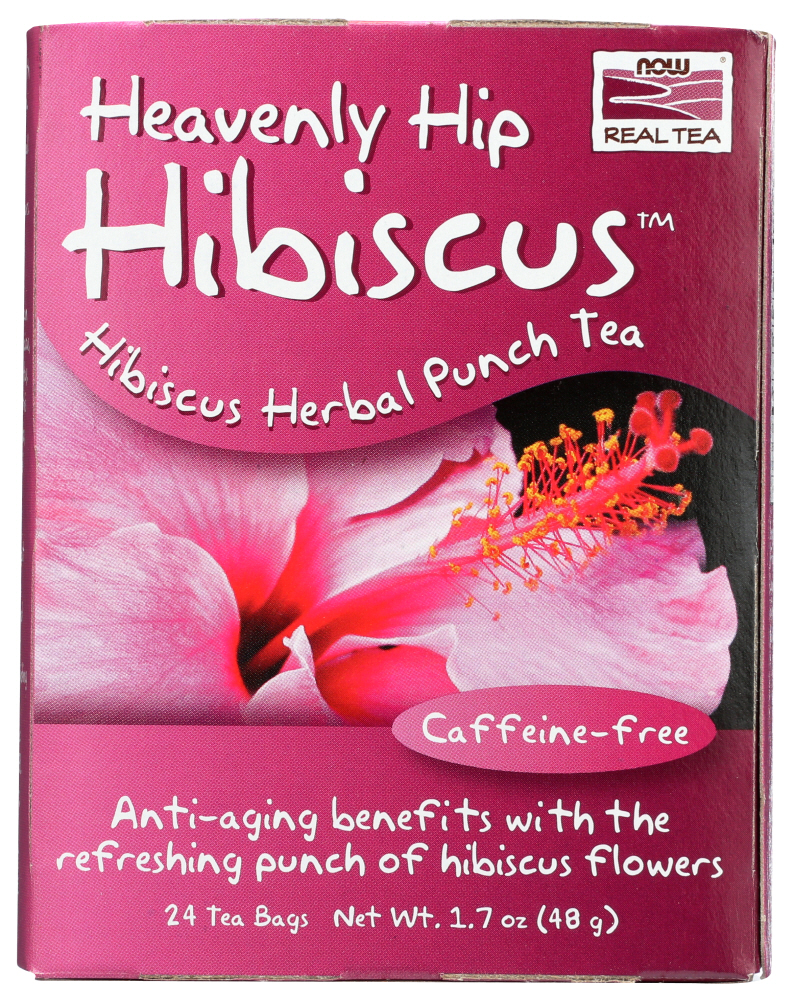 now®
REAL TEA
Heavenly Hip
Hibiscus™
Hibiscus Herbal Punch Tea
Caffeine-free
Anti-aging benefits with the
refreshing punch of hibiscus flowers
24 Tea Bags Net Wt. 1.7 oz (48 g)